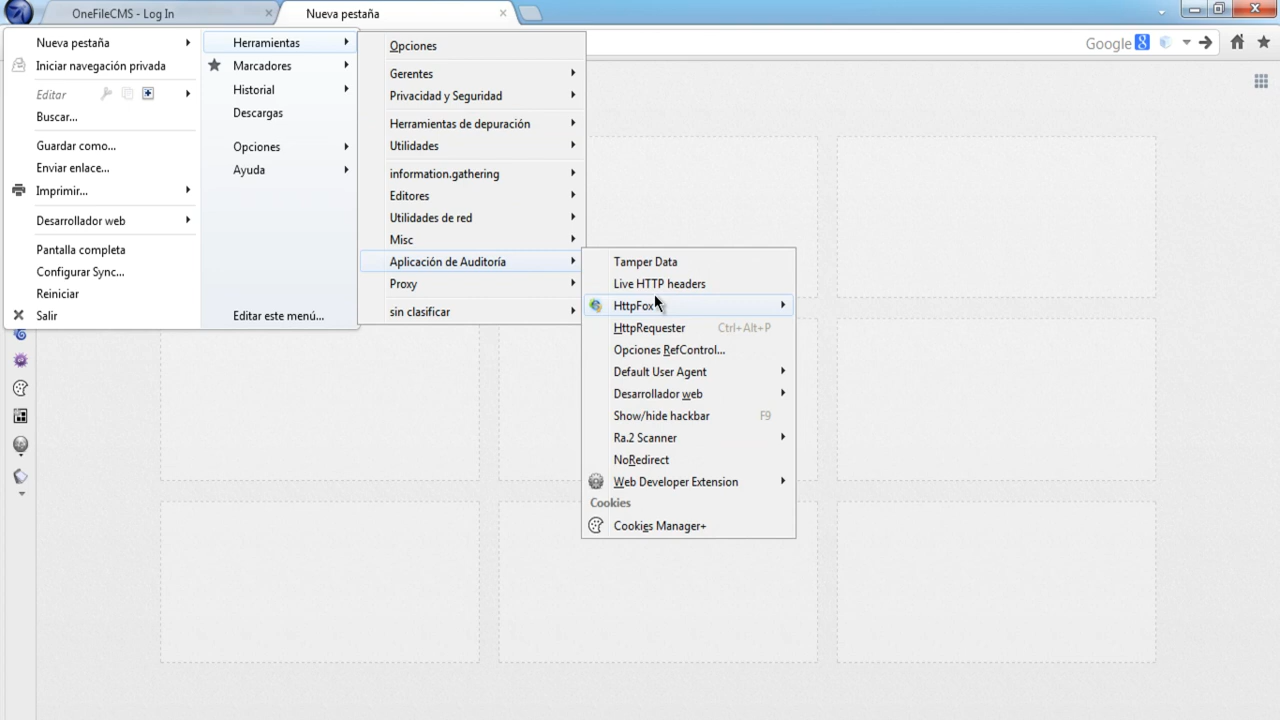 OneFileCMS - Log In
Nueva pestaña
Google
Nueva pestaña
Iniciar navegación privada
Editar
Buscar...
Guardar como...
Enviar enlace...
Imprimir...
Desarrollador web
Pantalla completa
Configurar Sync...
Reiniciar
Salir
Herramientas
Marcadores
Historial
Descargas
Opciones
Ayuda
Editar este menú...
Opciones
Gerentes
Privacidad y Seguridad
Herramientas de depuración
Utilidades
information.gathering
Editores
Utilidades de red
Misc
Aplicación de Auditoría
Proxy
sin clasificar
Tamper Data
Live HTTP headers
HttpFox
HttpRequester Ctrl+Alt+P
Opciones RefControl...
Default User Agent
Desarrollador web
Show/hide hackbar F9
Ra.2 Scanner
NoRedirect
Web Developer Extension
Cookies
Cookies Manager+